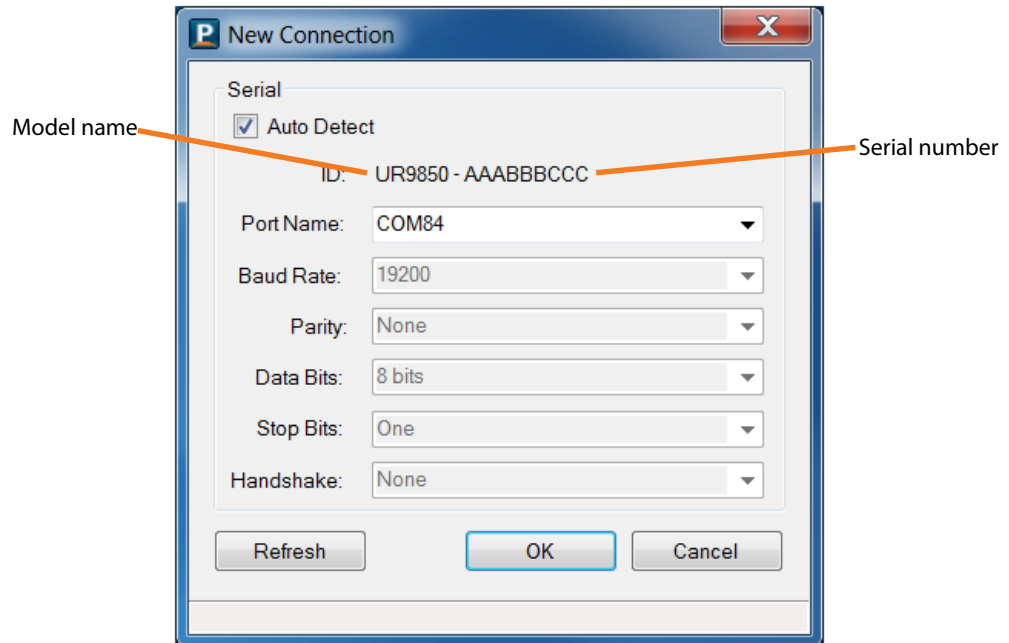 P New Connection X
Serial
Auto Detect
Model name
Serial number
ID: UR9850 - AAABBBCCC
Port Name: COM84
Baud Rate: 19200
Parity: None
Data Bits: 8 bits
Stop Bits: One
Handshake: None
Refresh OK Cancel